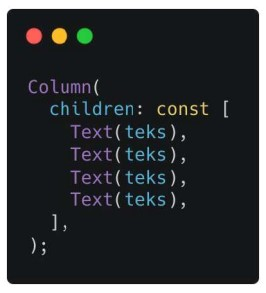 Column(
  children: const [
    Text(teks),
    Text(teks),
    Text(teks),
    Text(teks),
  ],
);